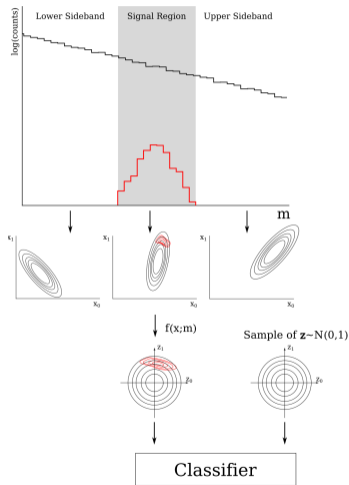 log(counts)
Lower Sideband
Signal Region
Upper Sideband
m
x₁
x₀
x₁
x₀
x₁
x₀
f(x;m)
Sample of z~N(0,1)
z₁
z₀
z₁
z₀
Classifier